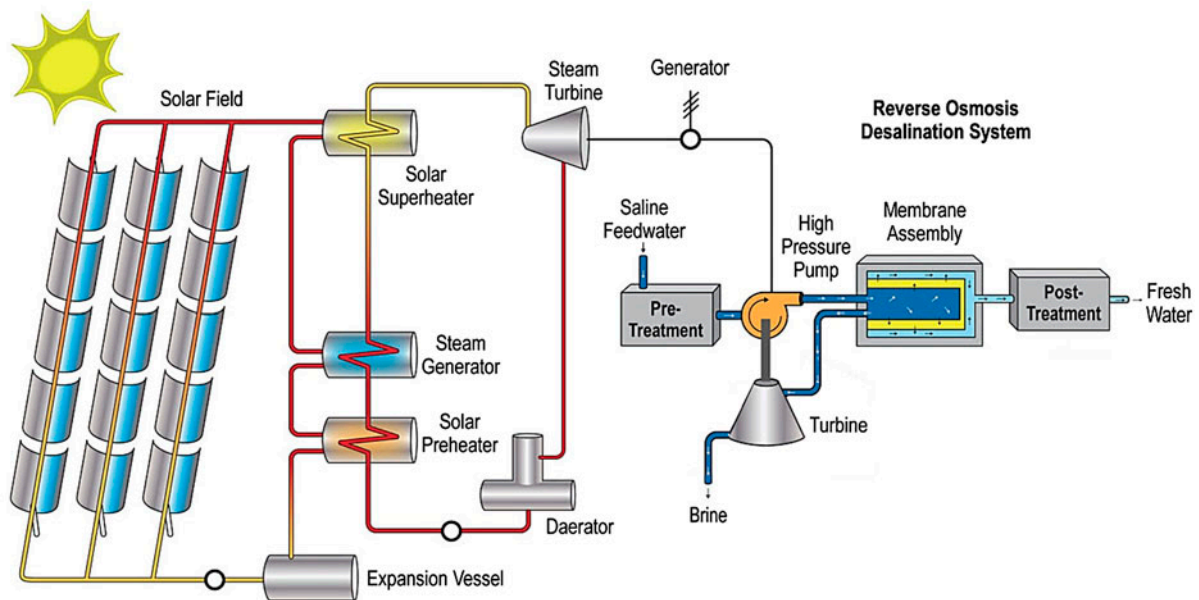 Solar Field
Steam
Turbine
Generator
Reverse Osmosis
Desalination System
Solar
Superheater
Saline
Feedwater
High
Pressure
Pump
Membrane
Assembly
Pre-
Treatment
Post-
Treatment
Fresh
Water
Steam
Generator
Solar
Preheater
Turbine
Brine
Daerator
Expansion Vessel